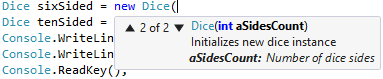 Dice sixSided = new Dice(
Dice tenSided =
▲ 2 of 2 ▼ Dice(int aSidesCount)
Initializes new dice instance
aSidesCount: Number of dice sides
Console.WriteLin
Console.WriteLin
Console.ReadKey();